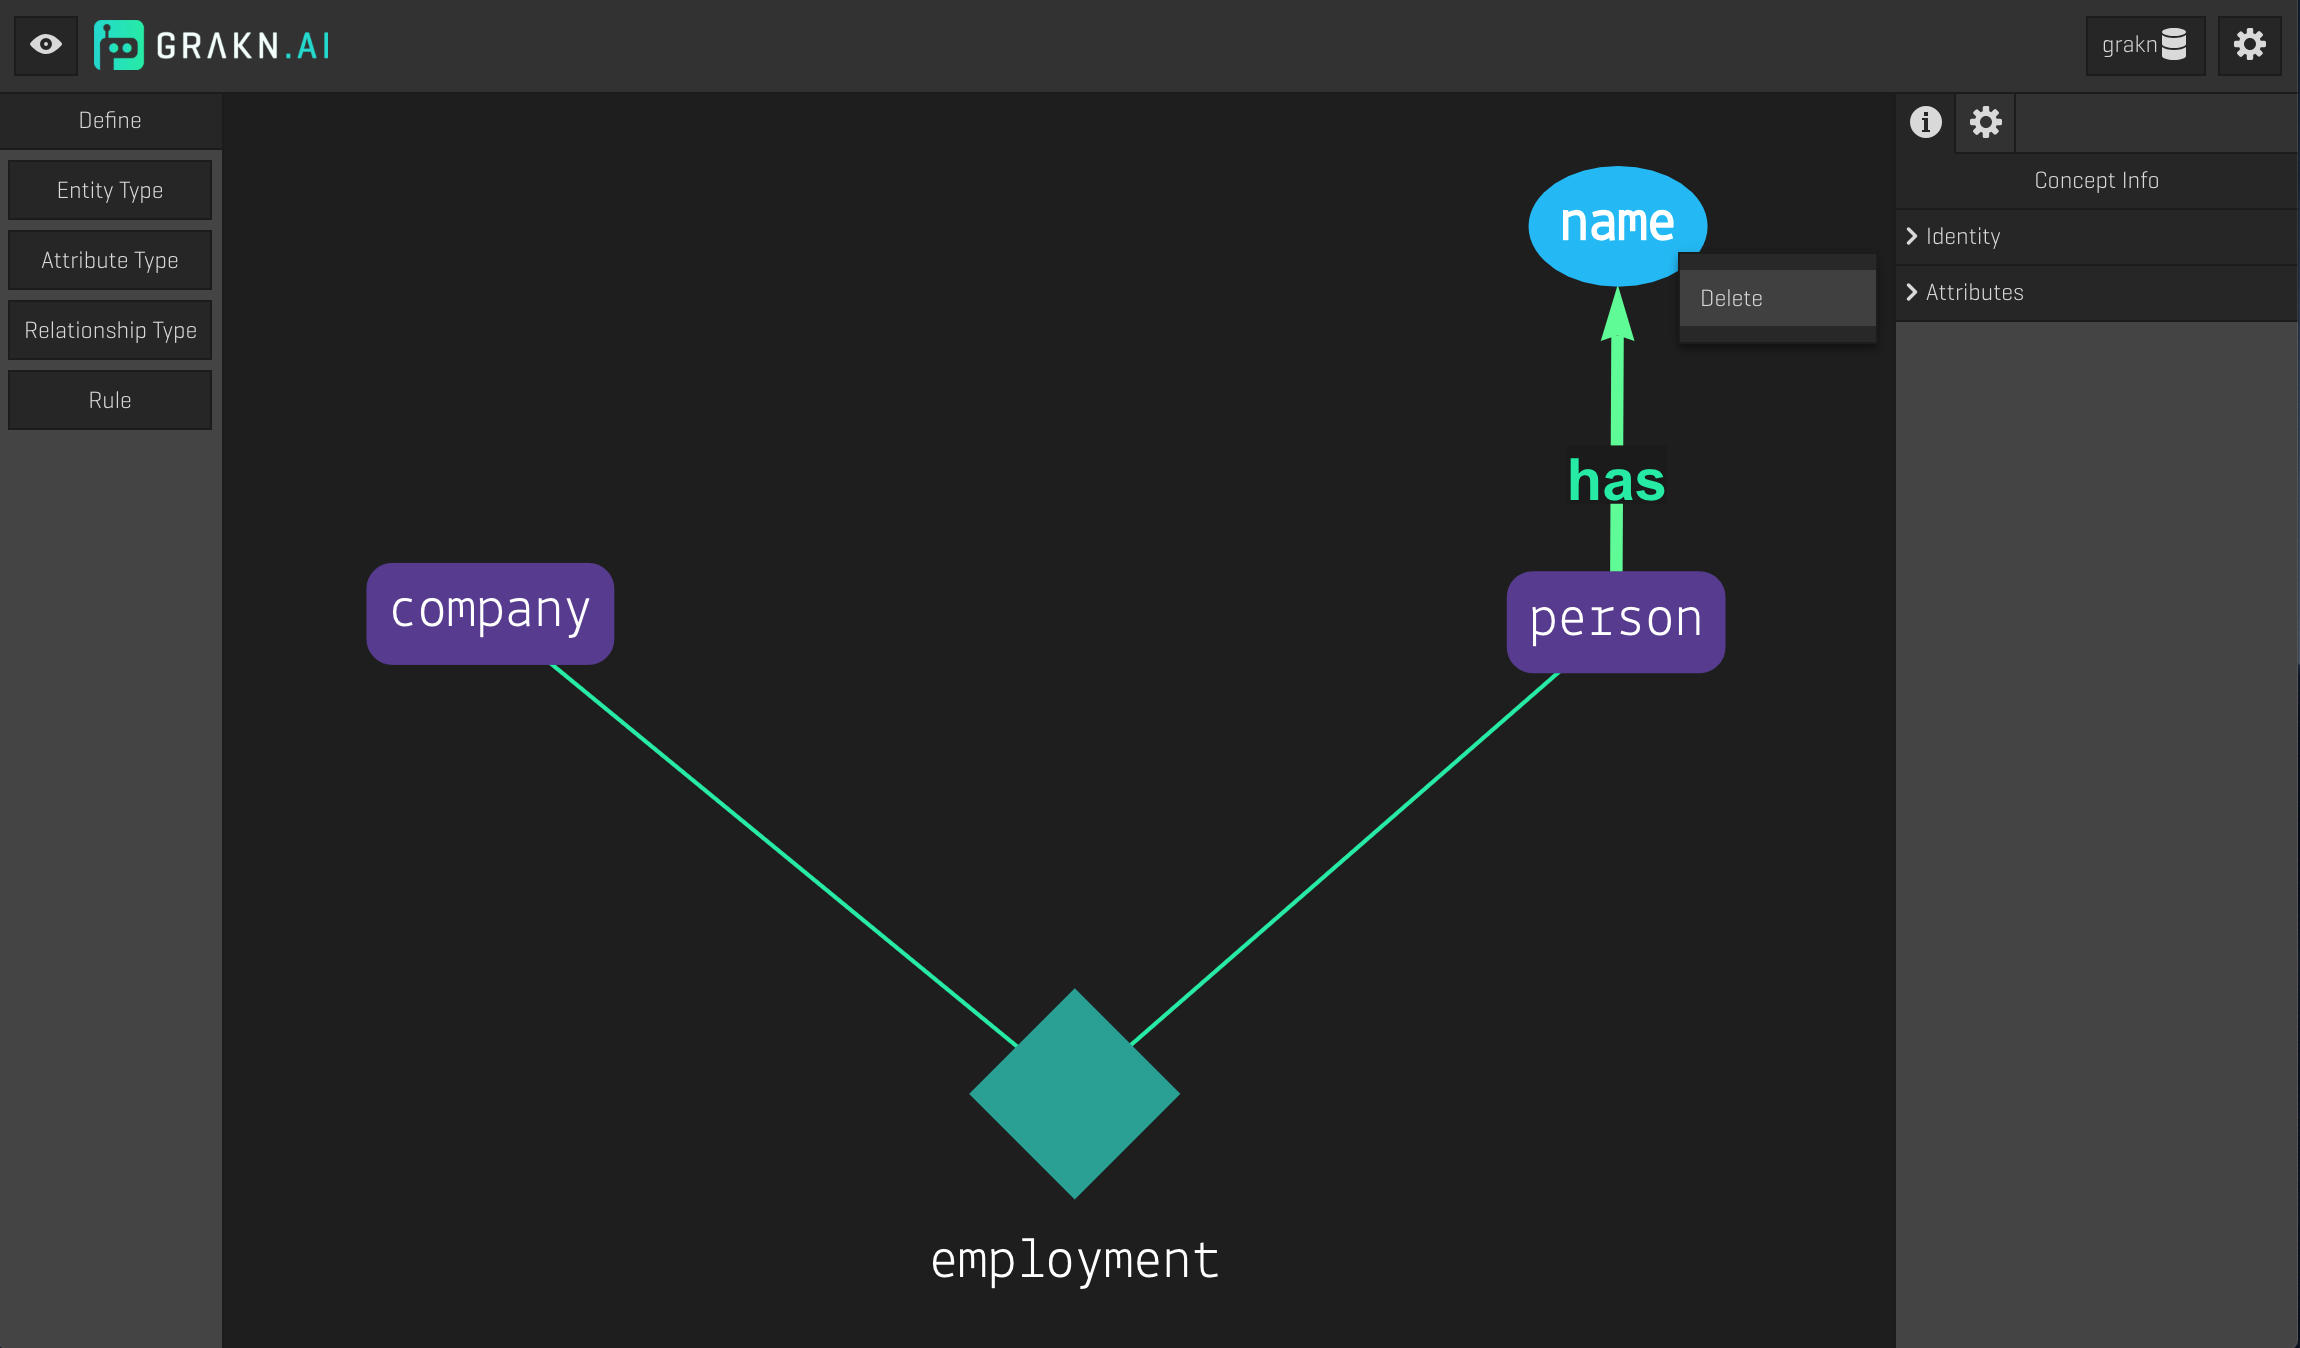 GRAKN.AI
grakn
Define
Entity Type
Attribute Type
Relationship Type
Rule
name
Delete
has
company
person
employment
Concept Info
Identity
Attributes